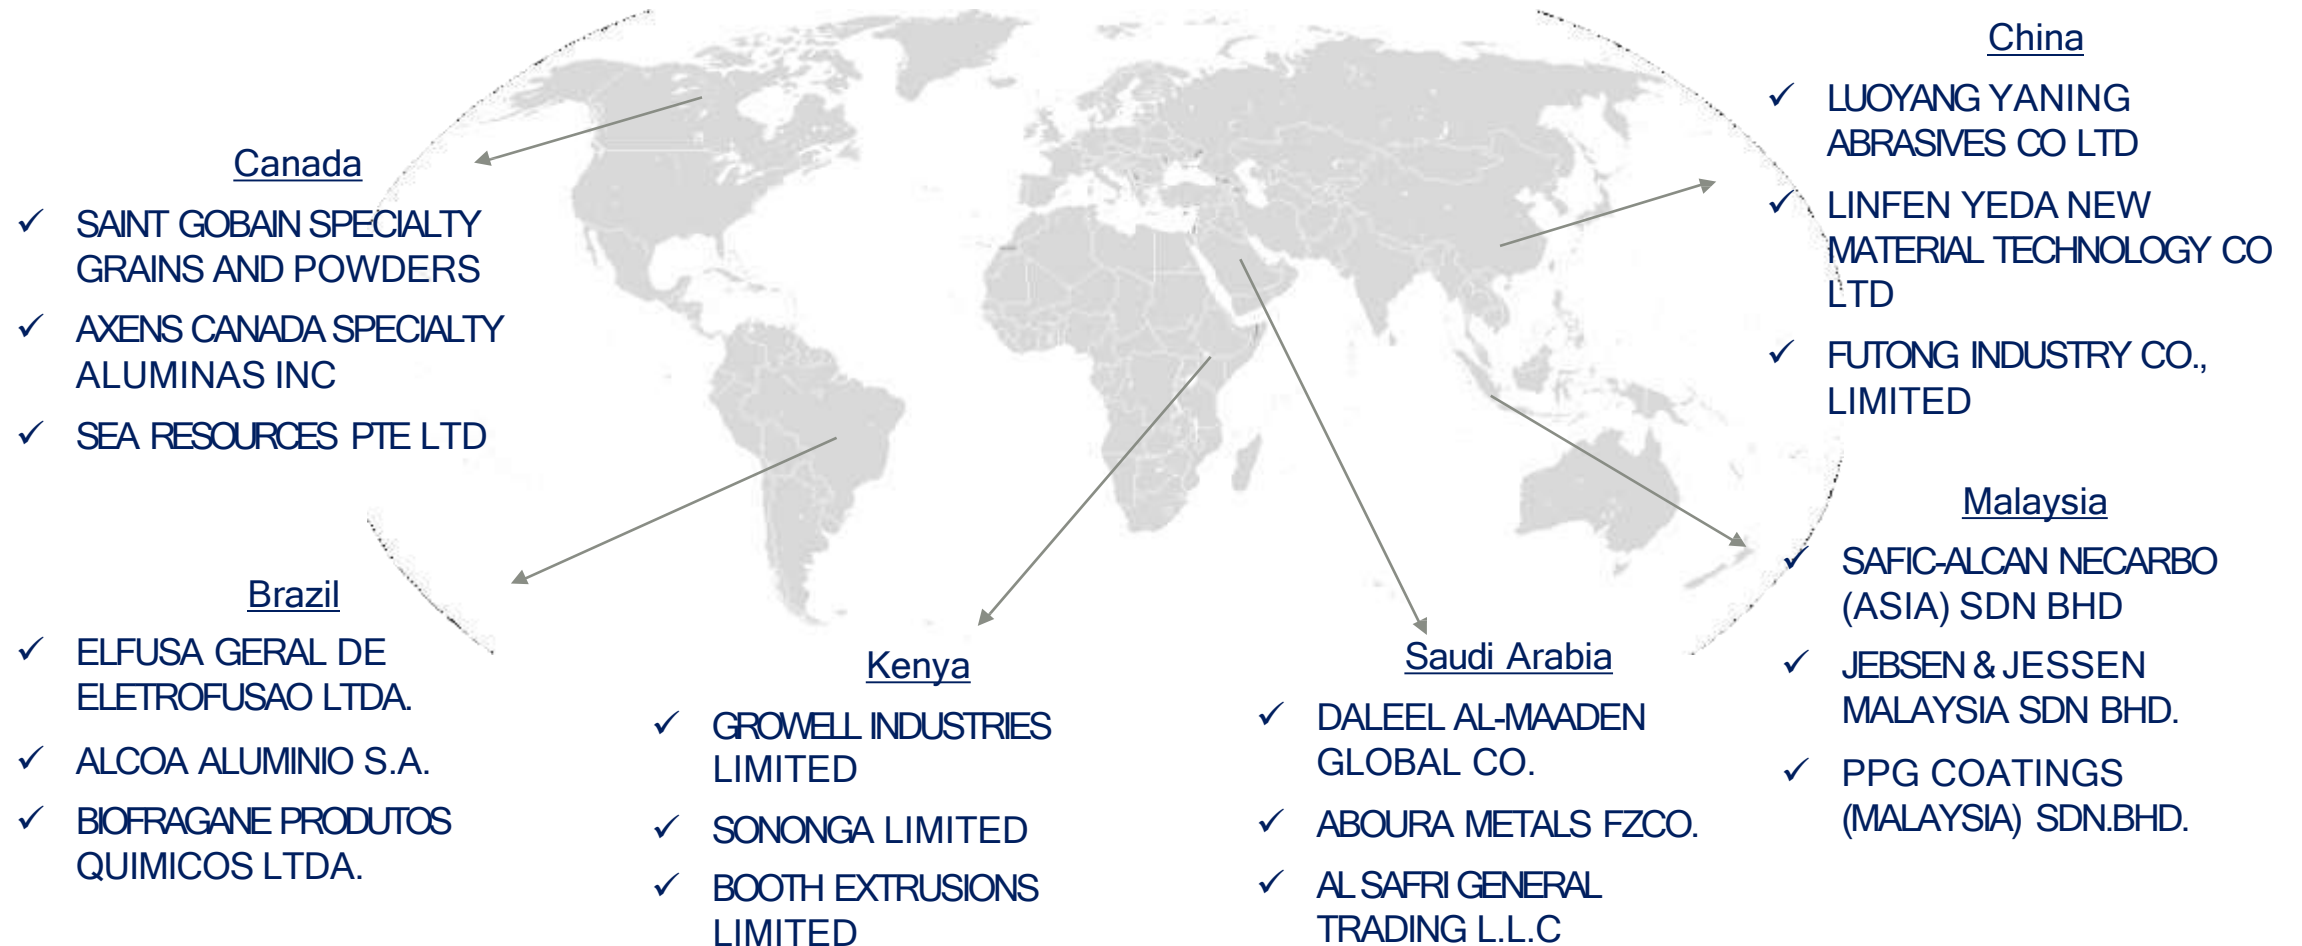 Canada
✓ SAINT GOBAIN SPECIALTY
GRAINS AND POWDERS
✓ AXENS CANADA SPECIALTY
ALUMINAS INC
✓ SEA RESOURCES PTE LTD
Brazil
✓ ELFUSA GERAL DE
ELETROFUSAO LTDA.
✓ ALCOA ALUMINIO S.A.
✓ BIOFRAGANE PRODUTOS
QUIMICOS LTDA.
Kenya
✓ GROWELL INDUSTRIES
LIMITED
✓ SONONGA LIMITED
✓ BOOTH EXTRUSIONS
LIMITED
Saudi Arabia
✓ DALEEL AL-MAADEN
GLOBAL CO.
✓ ABOURA METALS FZCO.
✓ AL SAFRI GENERAL
TRADING L.L.C
China
✓ LUOYANG YANING
ABRASIVES CO LTD
✓ LINFEN YEDA NEW
MATERIAL TECHNOLOGY CO
LTD
✓ FUTONG INDUSTRY CO.,
LIMITED
Malaysia
✓ SAFIC-ALCAN NECARBO
(ASIA) SDN BHD
✓ JEBSEN & JESSEN
MALAYSIA SDN BHD.
✓ PPG COATINGS
(MALAYSIA) SDN.BHD.